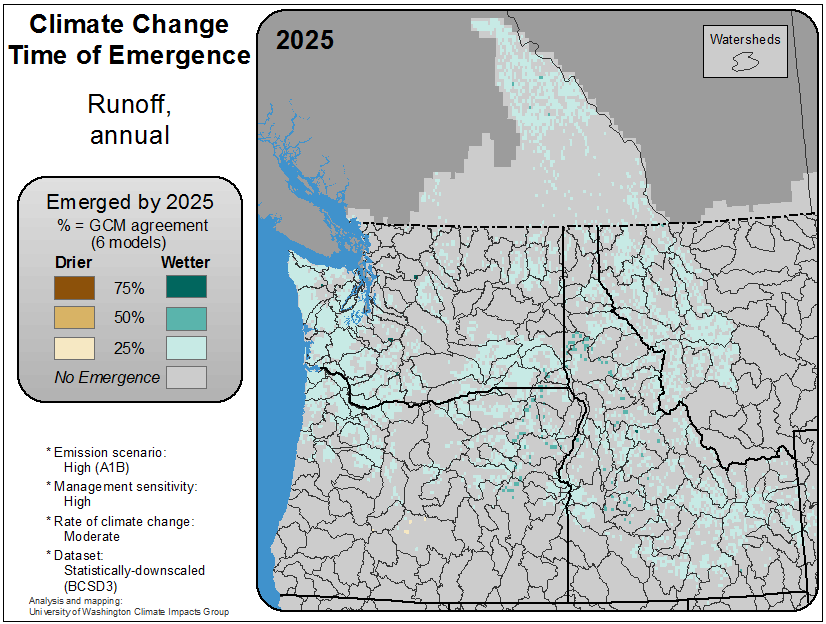 Climate Change
Time of Emergence
Runoff,
annual
Emerged by 2025
% = GCM agreement
(6 models)
Drier Wetter
75%
50%
25%
No Emergence
* Emission scenario:
High (A1B)
* Management sensitivity:
High
* Rate of climate change:
Moderate
* Dataset:
Statistically-downscaled
(BCSD3)
Analysis and mapping:
University of Washington Climate Impacts Group
2025
Watersheds